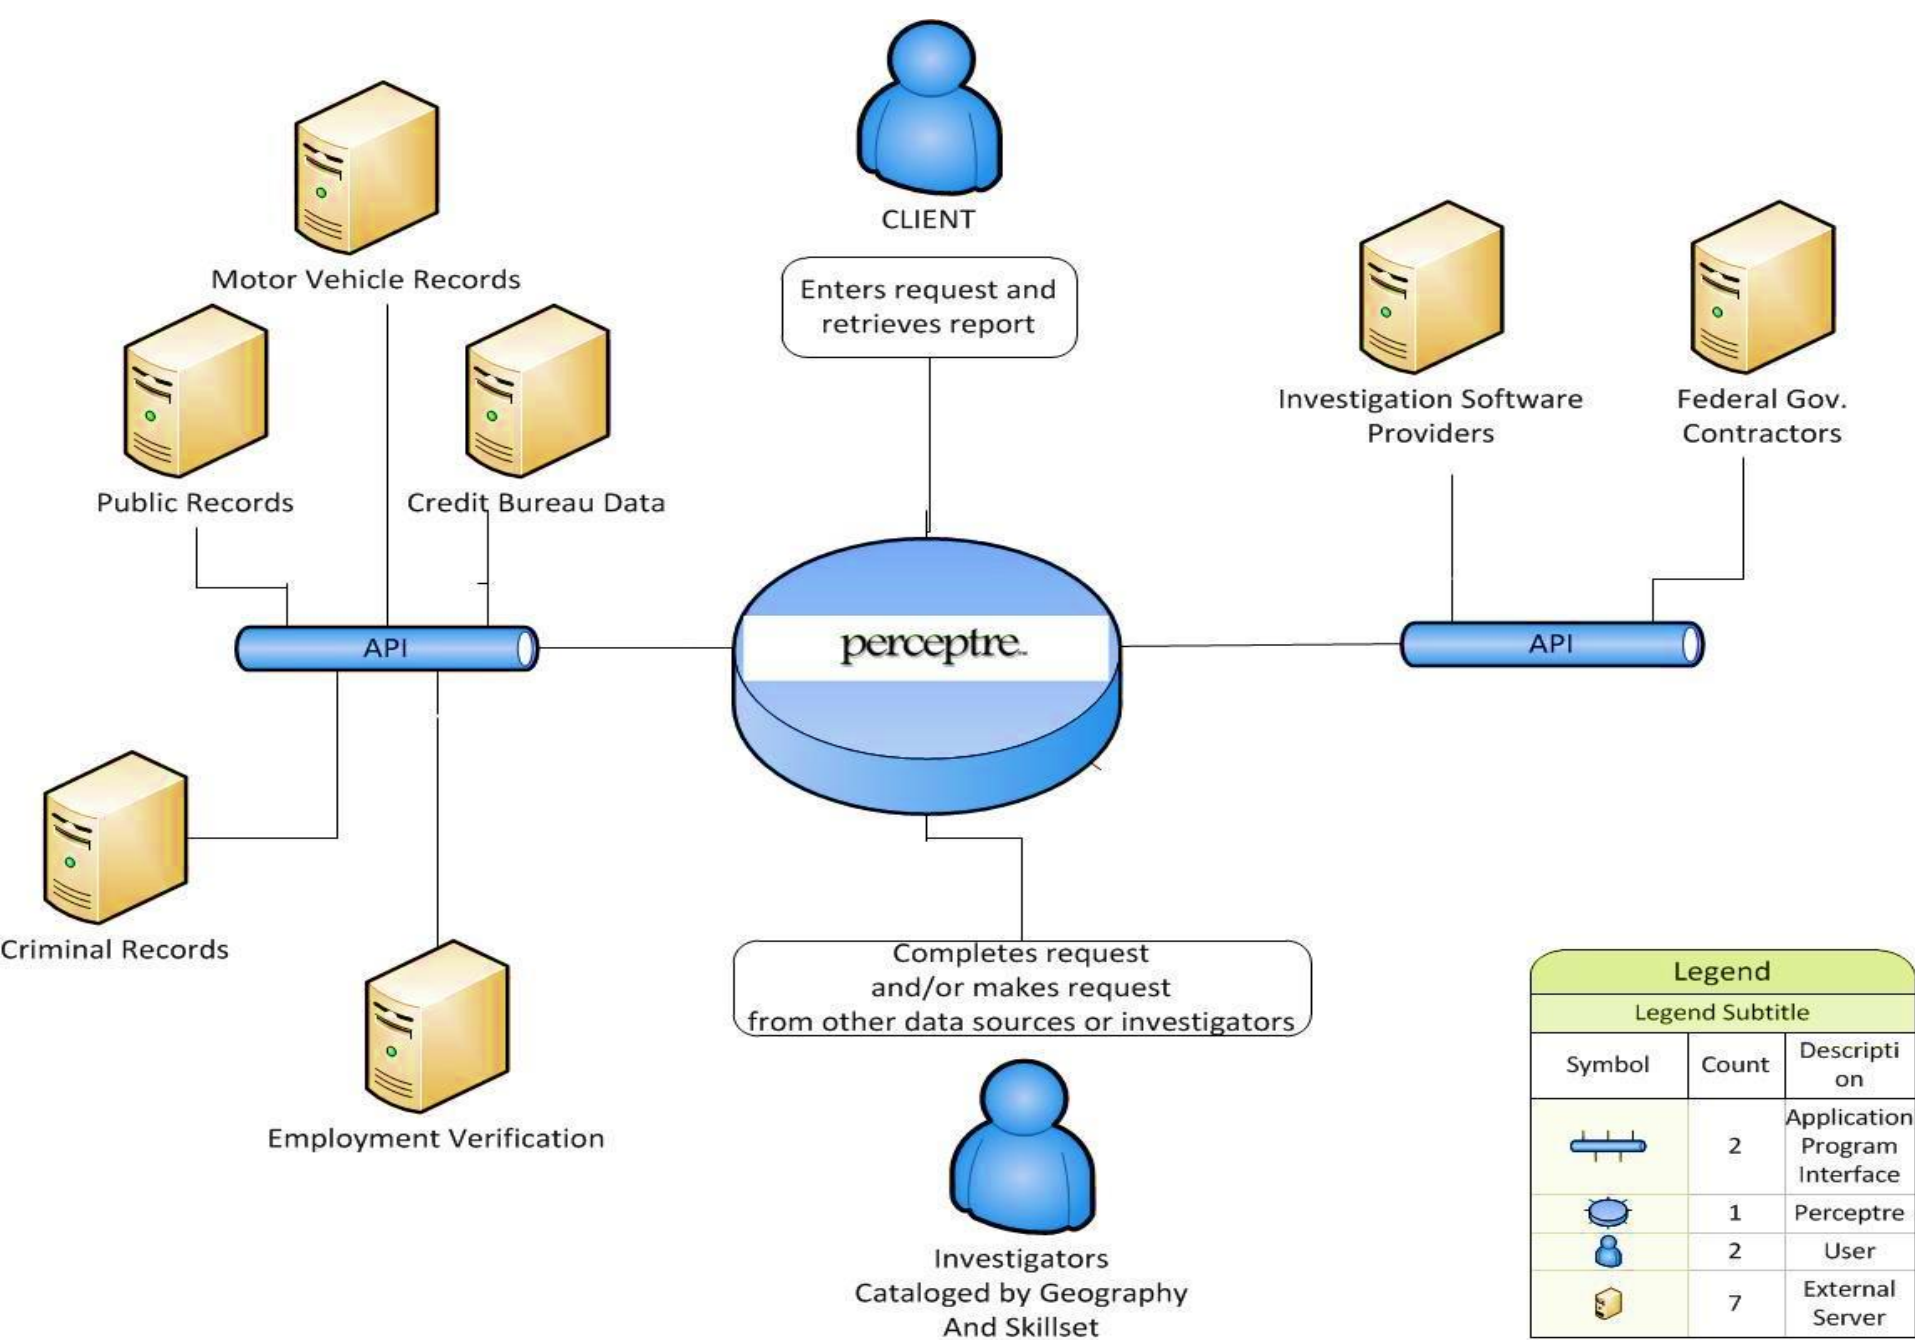 CLIENT
Motor Vehicle Records
Enters request and
retrieves report
Investigation Software
Providers
Federal Gov.
Contractors
Public Records
Credit Bureau Data
API
perceptre
API
Criminal Records
Employment Verification
Completes request
and/or makes request
from other data sources or investigators
Investigators
Cataloged by Geography
And Skillset
Legend
Legend Subtitle
Symbol
Count
Descripti
on
2
Application
Program
Interface
1
Perceptre
2
User
7
External
Server